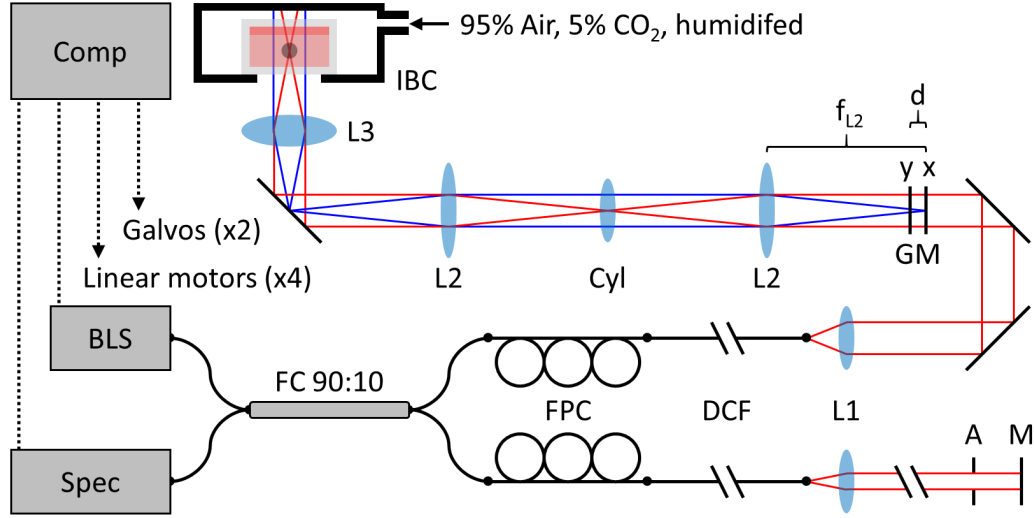 Comp
95% Air, 5% CO₂, humidifed
IBC
L3
d
f_L2
y x
Galvos (x2)
GM
Linear motors (x4)
L2
Cyl
L2
BLS
FC 90:10
FPC
DCF
L1
A
M
Spec